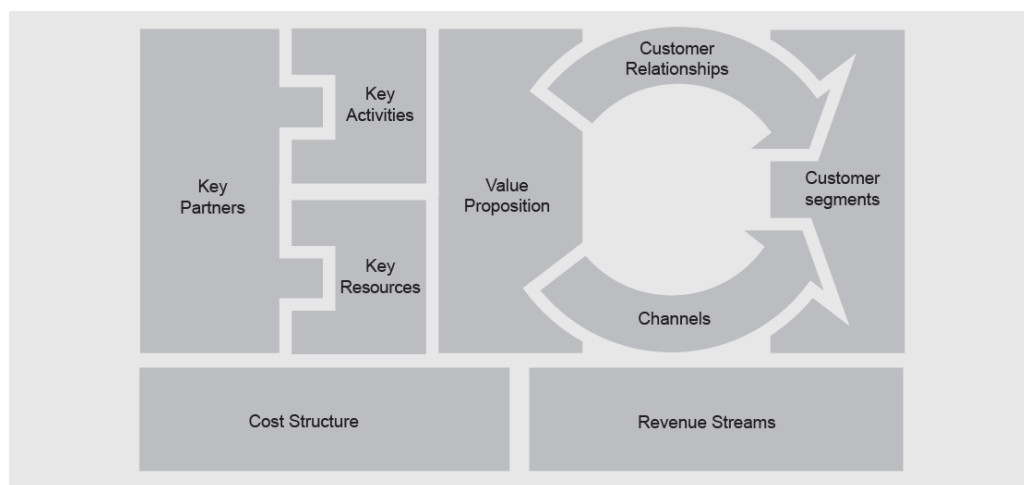 Key
Partners
Key
Activities
Key
Resources
Value
Proposition
Customer
Relationships
Channels
Customer
segments
Cost Structure
Revenue Streams